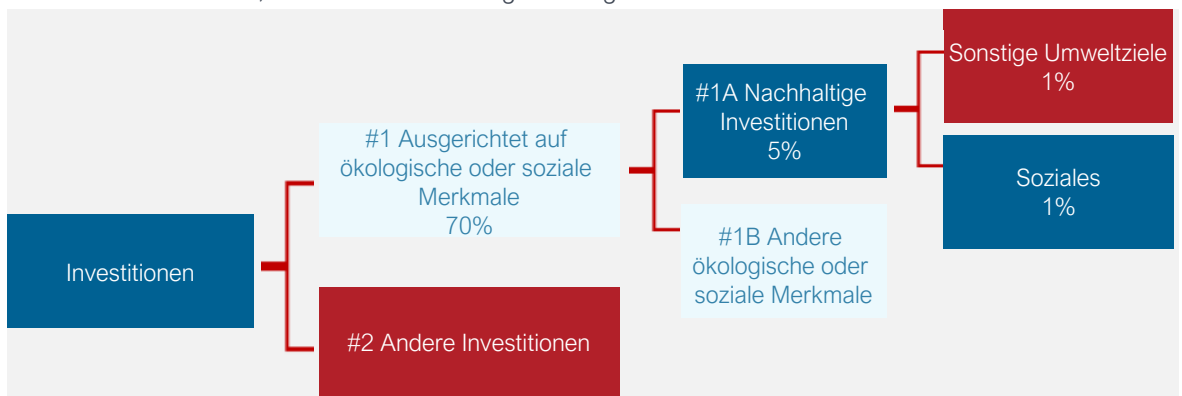 Investitionen
#1 Ausgerichtet auf
ökologische oder soziale
Merkmale
70%
#2 Andere Investitionen
#1A Nachhaltige
Investitionen
5%
#1B Andere
ökologische oder
soziale Merkmale
Sonstige Umweltziele
1%
Soziales
1%